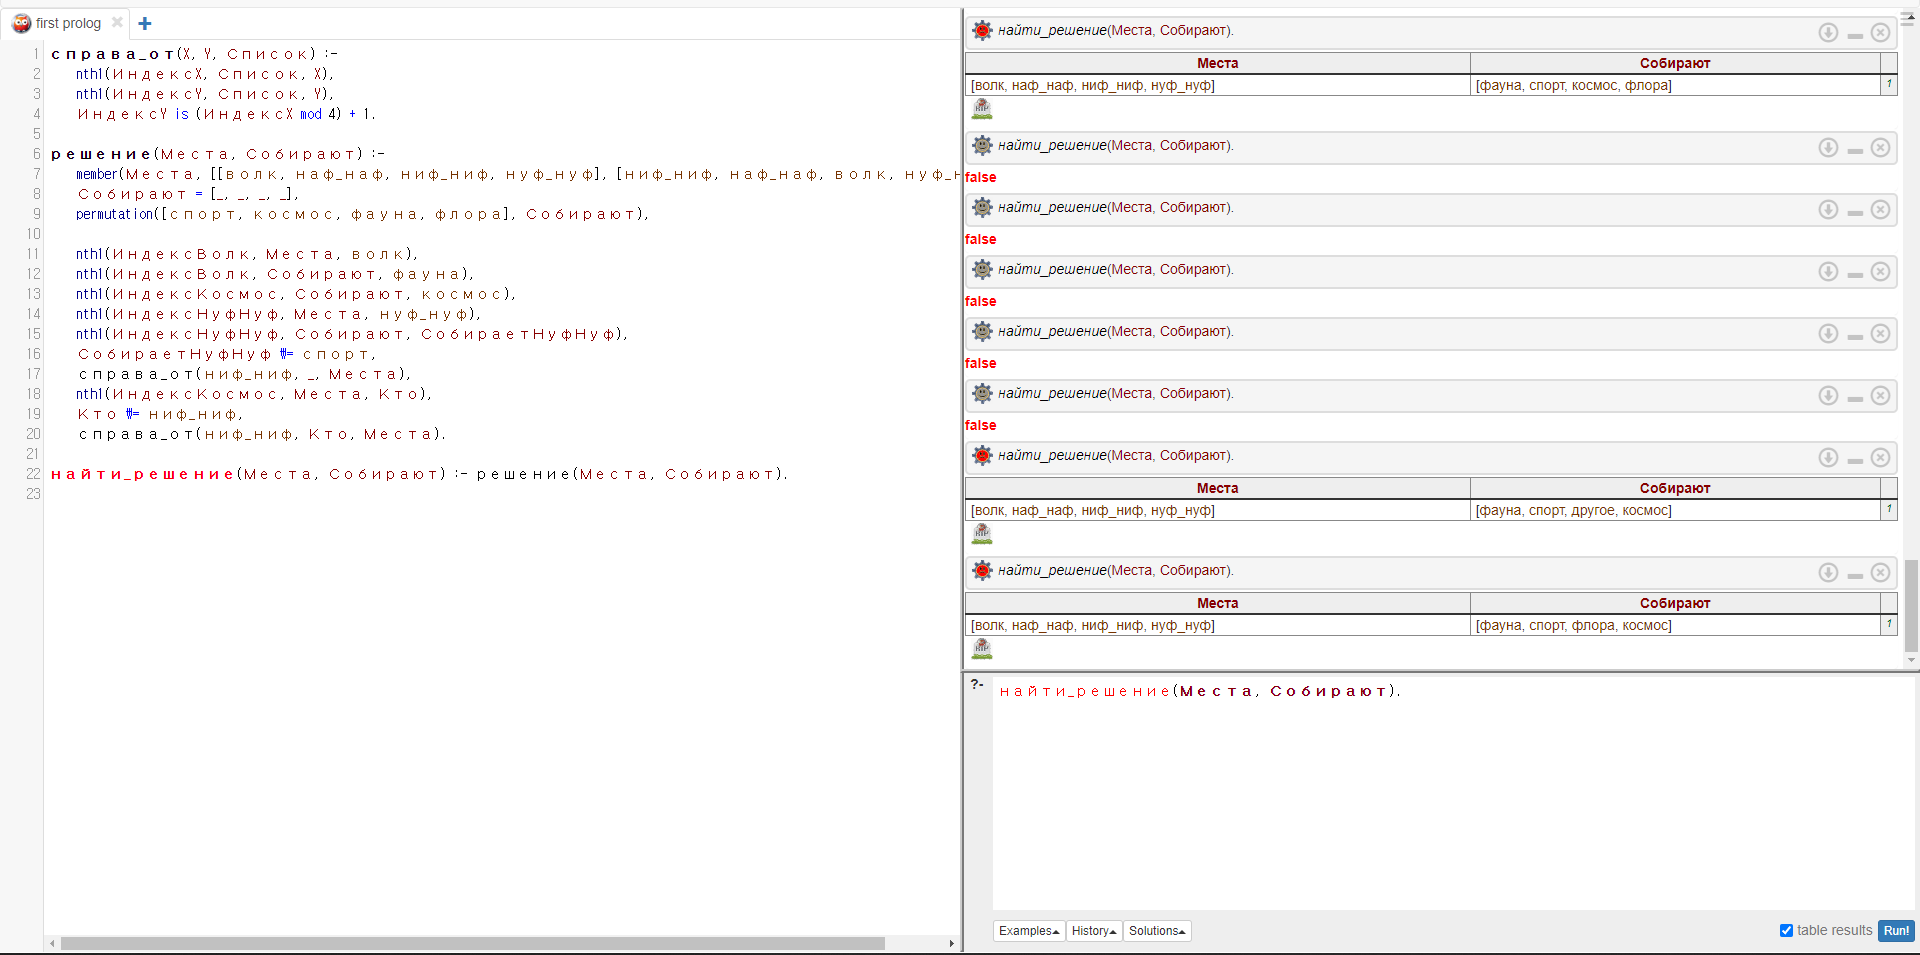 first prolog
1 справа_от(X, Y, Список) :-
2 nth1(ИндексX, Список, X),
3 nth1(ИндексY, Список, Y),
4 ИндексY is (ИндексX mod 4) + 1.
5
6 решение(Места, Собирают) :-
7 member(Места, [[волк, наф_наф, ниф_ниф, нуф_нуф], [ниф_ниф, наф_наф, волк, нуф_н
8 Собирают = [_, _, _, _],
9 permutation([спорт, космос, фауна, флора], Собирают),
10
11 nth1(ИндексВолк, Места, волк),
12 nth1(ИндексВолк, Собирают, фауна),
13 nth1(ИндексКосмос, Собирают, космос),
14 nth1(ИндексНуфНуф, Места, нуф_нуф),
15 nth1(ИндексНуфНуф, Собирают, СобираетНуфНуф),
16 СобираетНуфНуф \= спорт,
17 справа_от(ниф_ниф, _, Места),
18 nth1(ИндексКосмос, Места, Кто),
19 Кто \= ниф_ниф,
20 справа_от(ниф_ниф, Кто, Места).
21
22 найти_решение(Места, Собирают) :- решение(Места, Собирают).
23
найти_решение(Места, Собирают).
Места Собирают
[волк, наф_наф, ниф_ниф, нуф_нуф] [фауна, спорт, космос, флора] 1
найти_решение(Места, Собирают).
false
найти_решение(Места, Собирают).
false
найти_решение(Места, Собирают).
false
найти_решение(Места, Собирают).
false
найти_решение(Места, Собирают).
false
найти_решение(Места, Собирают).
Места Собирают
[волк, наф_наф, ниф_ниф, нуф_нуф] [фауна, спорт, другое, космос] 1
найти_решение(Места, Собирают).
Места Собирают
[волк, наф_наф, ниф_ниф, нуф_нуф] [фауна, спорт, флора, космос] 1
?- найти_решение(Места, Собирают).
Examples History Solutions table results Run!